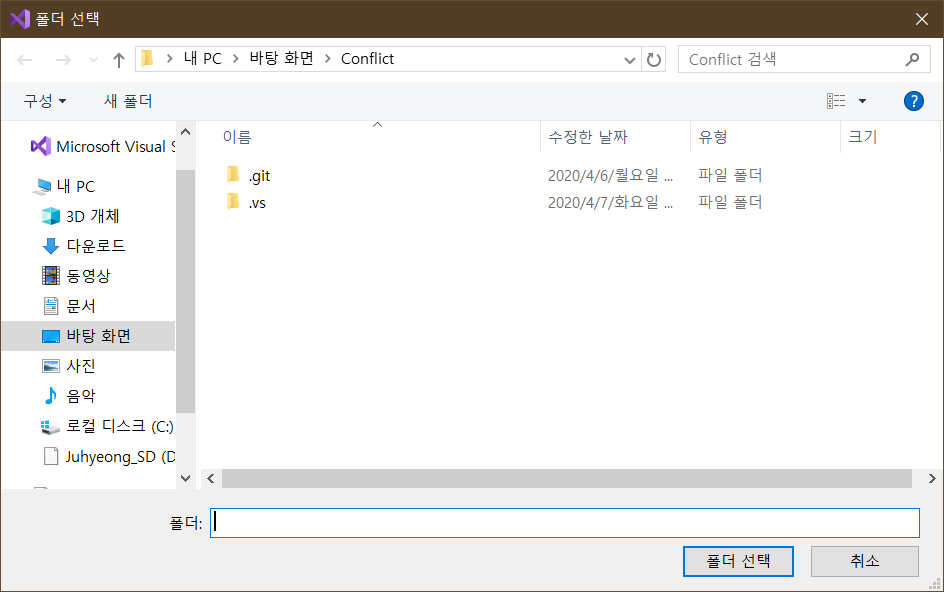 폴더 선택
내 PC > 바탕 화면 > Conflict
Conflict 검색
구성
새 폴더
?
이름
수정한 날짜
유형
크기
Microsoft Visual S
내 PC
3D 개체
다운로드
동영상
문서
바탕 화면
사진
음악
로컬 디스크 (C:)
Juhyeong_SD (D
.git 2020/4/6/월요일 ... 파일 폴더
.vs 2020/4/7/화요일 ... 파일 폴더
폴더:
폴더 선택
취소